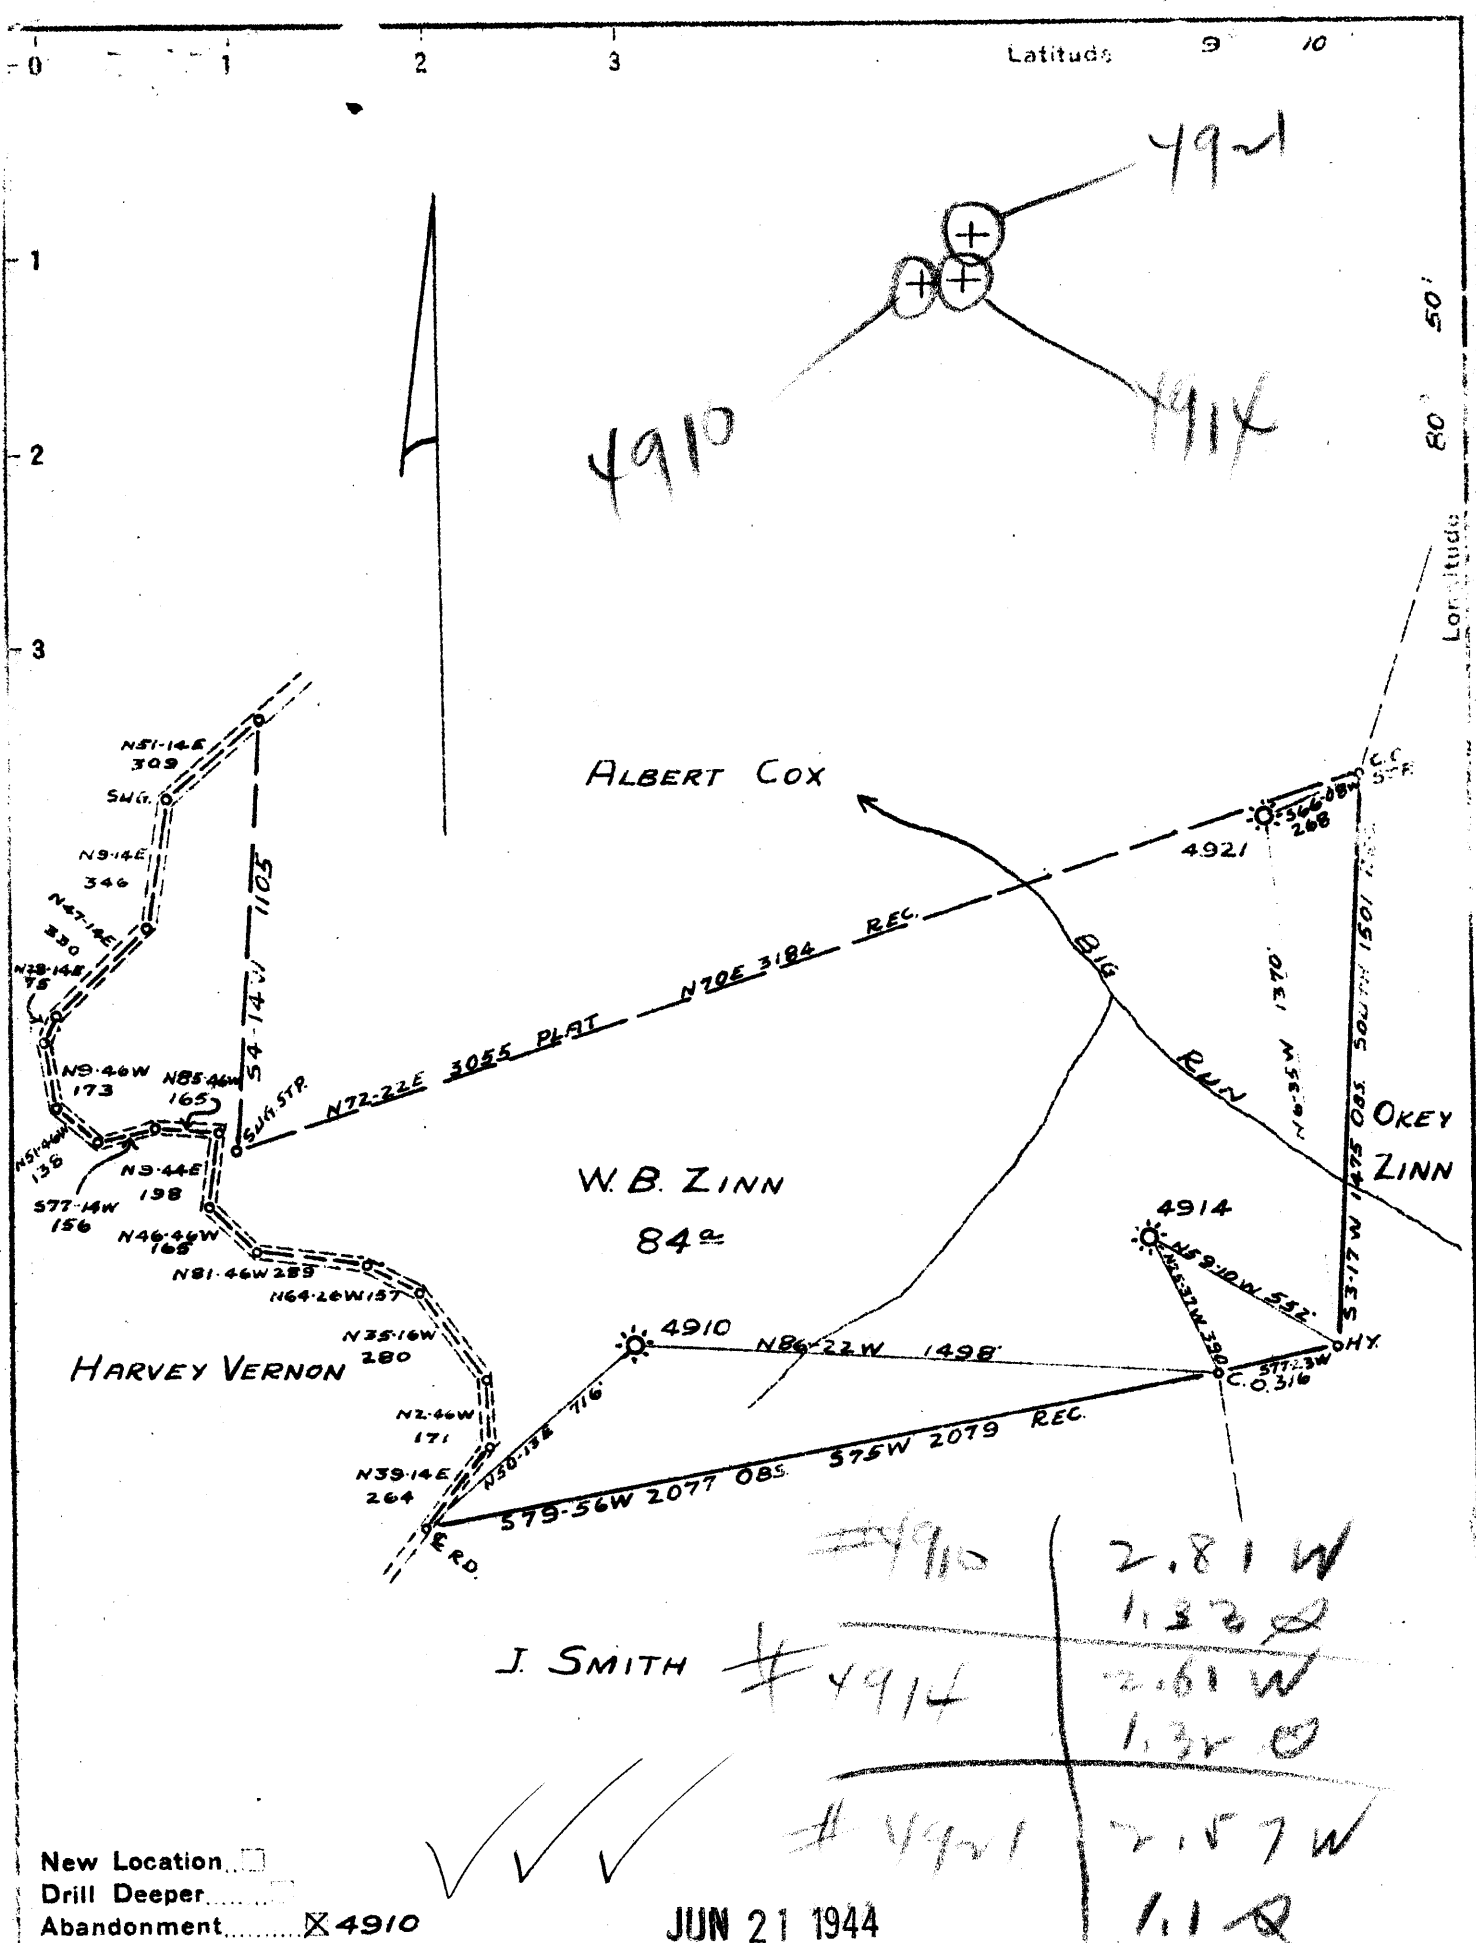 0 1 2 3 Latitude 9 10
4921
1
50'
4910
4914
80°
2
Longitude
3
N51-14E
309
SUG.
ALBERT COX
C.C.
STP.
S66-08W
268
4921
N9-14E
346
S4-14W 1105
N47-14E
330
REC.
N28-14E
75
BIG
N70E 3184
N6-35W 1370'
3055 PLAT
N72-22E
RUN
N9-46W
173
N85-46W
165
SUG. STP.
S3-17W 1475 OBS SOUTH 1501
OKEY
ZINN
N51-46W
138
N9-44E
198
S77-14W
156
W. B. ZINN
84ᵃ
4914
N46-46W
165
N81-46W 289
N59-10W 552'
N25-37W 390
N64-26W 157
4910
N35-16W
280
N86-22W 1498'
HY.
HARVEY VERNON
S77-23W
316
C.O.
716'
N50-13E
N2-46W
171
S75W 2079 REC.
N39-14E
264
S79-56W 2077 OBS.
RD.
#4910 2.81 W
J. SMITH
#4914 2.61 W
1.32 S
#4921 2.57 W
1.1 S
New Location
Drill Deeper
Abandonment ☒ 4910
JUN 21 1944